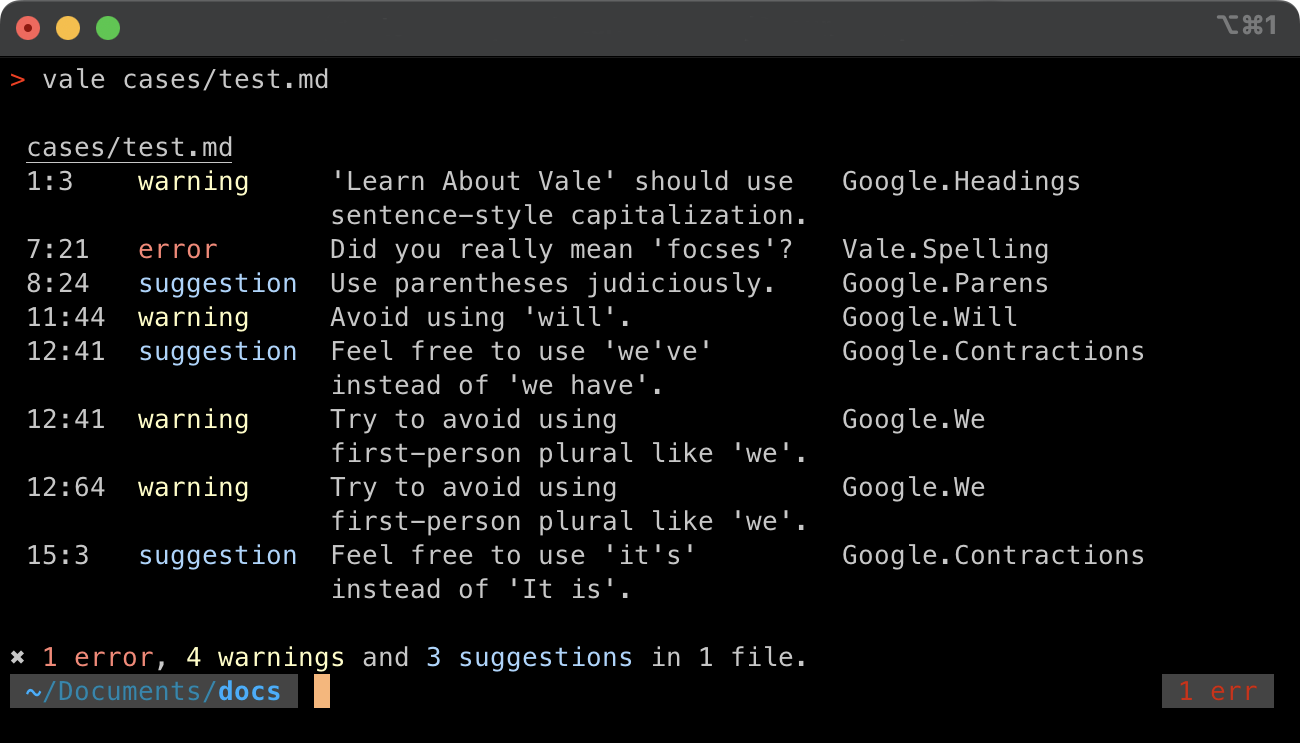 ⌥⌘1
> vale cases/test.md
cases/test.md
1:3 warning 'Learn About Vale' should use Google.Headings
sentence-style capitalization.
7:21 error Did you really mean 'focses'? Vale.Spelling
8:24 suggestion Use parentheses judiciously. Google.Parens
11:44 warning Avoid using 'will'. Google.Will
12:41 suggestion Feel free to use 'we've' Google.Contractions
instead of 'we have'.
12:41 warning Try to avoid using Google.We
first-person plural like 'we'.
12:64 warning Try to avoid using Google.We
first-person plural like 'we'.
15:3 suggestion Feel free to use 'it's' Google.Contractions
instead of 'It is'.
✖ 1 error, 4 warnings and 3 suggestions in 1 file.
~/Documents/docs 1 err